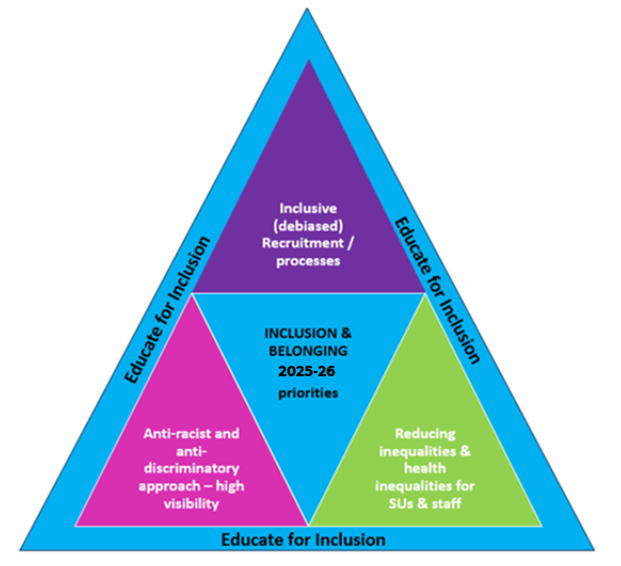 Inclusive
(debiased)
Recruitment /
processes
Educate for Inclusion
Educate for Inclusion
INCLUSION &
BELONGING
2025-26
priorities
Anti-racist and
anti-
discriminatory
approach – high
visibility
Reducing
inequalities &
health
inequalities for
SUs & staff
Educate for Inclusion